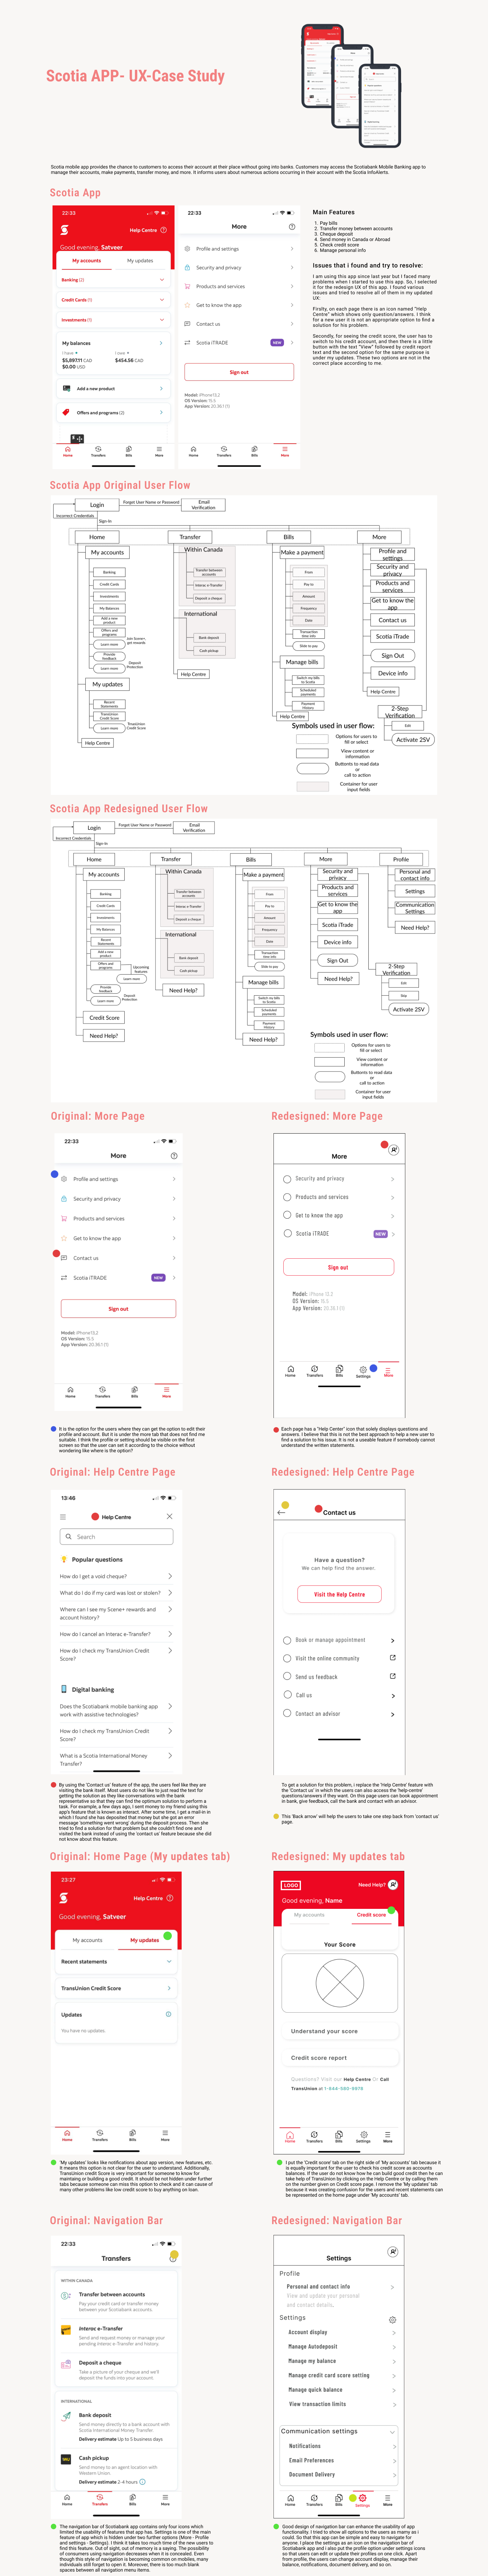 Scotia APP- UX-Case Study
Scotia mobile app provides the chance to customers to access their account at their place without going into banks. Customers may access the Scotiabank Mobile Banking app to
manage their accounts, make payments, transfer money, and more. It informs users about numerous actions occurring in their account with the Scotia InfoAlerts.
Scotia App
22:33
Help Centre
Good evening, Satveer
My accounts
My updates
Banking (2)
Credit Cards (1)
Investments (1)
My balances
I have
I owe
$5,897.11 CAD
$454.56 CAD
$0.00 USD
Add a new product
Offers and programs (2)
Home
Transfers
Bills
More
22:33
More
Profile and settings
Security and privacy
Products and services
Get to know the app
Contact us
Scotia iTRADE
NEW
Sign out
Model: iPhone13,2
OS Version: 15.5
App Version: 20.36.1 (1)
Home
Transfers
Bills
More
Main Features
1. Pay bills
2. Transfer money between accounts
3. Cheque deposit
4. Send money in Canada or Abroad
5. Check credit score
6. Manage personal info
Issues that i found and try to resolve:
I am using this app since last year but I faced many
problems when I started to use this app. So, I selected
it for the redesign UX of this app. I found various
issues and tend to resolve all of them in my updated
UX:
Firstly, on each page there is an icon named "Help
Centre" which shows only question/answers. I think
for a new user it not an appropriate option to find a
solution for his problem.
Secondly, for seeing the credit score, the user has to
switch to his credit account, and then there is a little
button with the text "View" followed by credit report
text and the second option for the same purpose is
under my updates. These two options are not in the
correct place according to me.
Scotia App Original User Flow
Login
Forget User Name or Password
Email
Verification
Incorrect Credentials
Sign In
Home
Transfer
Bills
More
My accounts
Banking
Credit Cards
Investments
My Balances
Add a new
product
Offers and
programs
Learn more
Provide
feedback
Learn more
Deposit
Protection
My updates
Recent
Statements
TransUnion
Credit Score
Learn more
TransUnion
Credit Score
Help Centre
Within Canada
Transfer between
accounts
Interac e-Transfer
Deposit a cheque
International
Bank deposit
Cash pickup
Help Centre
Make a payment
From
Pay to
Amount
Frequency
Date
Transaction
time info
Slide to pay
Manage bills
Switch my bills
to Scotia
Scheduled
payments
Payment
History
Help Centre
Profile and
settings
Security and
privacy
Products and
services
Get to know the
app
Contact us
Scotia iTrade
Sign Out
Device info
Help Centre
2-Step
Verification
Edit
Activate 2SV
Symbols used in user flow:
Options for users to
fill or select
View content or
information
Buttons to read data
or
call to action
Container for user
input fields
Scotia App Redesigned User Flow
Login
Forget User Name or Password
Email
Verification
Incorrect Credentials
Sign-In
Home
Transfer
Bills
More
Profile
My accounts
Banking
Credit Cards
Investments
My Balances
Recent
Statements
Add a new
product
Offers and
programs
Upcoming
features
Learn more
Provide
feedback
Learn more
Deposit
Protection
Credit Score
Need Help?
Within Canada
Transfer between
accounts
Interac e-Transfer
Deposit a cheque
International
Bank deposit
Cash pickup
Need Help?
Make a payment
From
Pay to
Amount
Frequency
Date
Transaction
time info
Slide to pay
Manage bills
Switch my bills
to Scotia
Scheduled
payments
Payment
History
Need Help?
Security and
privacy
Products and
services
Get to know the
app
Scotia iTrade
Device info
Sign Out
Need Help?
Personal and
contact info
Settings
Communication
Settings
Need Help?
2-Step
Verification
Edit
Skip
Activate 2SV
Symbols used in user flow:
Options for users to
fill or select
View content or
information
Buttons to read data
or
call to action
Container for user
input fields
Original: More Page
22:33
More
Profile and settings
Security and privacy
Products and services
Get to know the app
Contact us
Scotia iTRADE
NEW
Sign out
Model: iPhone13,2
OS Version: 15.5
App Version: 20.36.1 (1)
Home
Transfers
Bills
More
It is the option for the users where they can get the option to edit their
profile and account. But it is under the more tab that does not find me
suitable. I think the profile or setting should be visible on the first
screen so that the user can set it according to the choice without
wondering like where is the option?
Redesigned: More Page
More
Security and privacy
Products and services
Get to know the app
Scotia iTRADE
NEW
Sign out
Model: iPhone 13,2
OS Version: 15.5
App Version: 20.36.1 (1)
Home
Transfers
Bills
Settings
More
Each page has a "Help Center" icon that solely displays questions and
answers. I believe that this is not the best approach to help a new user to
find a solution to his issue. It is not a useable feature if somebody cannot
understand the written statements.
Original: Help Centre Page
13:46
Help Centre
Search
Popular questions
How do I get a void cheque?
What do I do if my card was lost or stolen?
Where can I see my Scene+ rewards and
account history?
How do I cancel an Interac e-Transfer?
How do I check my TransUnion Credit
Score?
Digital banking
Does the Scotiabank mobile banking app
work with assistive technologies?
How do I check my TransUnion Credit
Score?
What is a Scotia International Money
Transfer?
By using the 'Contact us' feature of the app, the users feel like they are
visiting the bank itself. Most users do not like to just read the text for
getting the solution as they like conversations with the bank
representatives so that they can find the optimum solution to perform a
task. For example, a few days ago, I sent money to my friend using this
app's feature that is known as interact. After some time, I get a mail-in in
which I found she has deposited that money but she got an error
message 'something went wrong' during the deposit process. Then she
tried to find a solution for that problem but she couldn't find one and
visited the bank instead of using the 'contact us' feature because she did
not know about this feature.
Redesigned: Help Centre Page
Contact us
Have a question?
We can help find the answer.
Visit the Help Centre
Book or manage appointment
Visit the online community
Send us feedback
Call us
Contact an advisor
To get a solution for this problem, i replace the 'Help Centre' feature with
the 'Contact us' in which the users can also access the 'help-centre'
questions/answers if they want. On this page users can book appointment
in bank, give feedback, call the bank and contact with an advisor.
This 'Back arrow' will help the users to take one step back from 'contact us'
page.
Original: Home Page (My updates tab)
23:27
Help Centre
Good evening, Satveer
My accounts
My updates
Recent statements
TransUnion Credit Score
Updates
You have no updates.
Home
Transfers
Bills
More
'My updates' looks like notifications about app version, new features, etc.
It means this option is not clear for the user to understand. Additionally,
TransUnion credit score is very important for someone to know for
maintaining or building a good credit. It should be not hidden under further
tabs because someone can miss this option to check and it can cause of
many other problems like low credit score to buy anything on loan.
Redesigned: My updates tab
LOGO
Need Help?
Good evening, Name
My accounts
Credit score
Your Score
Understand your score
Credit score report
Questions? Visit our Help Centre Or Call
TransUnion at 1-844-580-6978
Home
Transfers
Bills
Settings
More
I put the 'Credit score' tab on the right side of 'My accounts' tab because it
is equally important for the user to check his credit score as accounts
balances. If the user do not know how he can build good credit then he can
take help of TransUnion by clicking on the Help Centre or by calling them
on the number given on Credit Score page. I remove the 'My updates' tab
because it was creating confusion for the users and recent statements can
be represented on the home page under 'My accounts' tab.
Original: Navigation Bar
22:33
Transfers
WITHIN CANADA
Transfer between accounts
Pay your credit card or transfer money
between your Scotiabank accounts.
Interac e-Transfer
Send and request money or manage your
pending Interac e-Transfer and history.
Deposit a cheque
Take a picture of your cheque and we'll
deposit the funds into your account.
INTERNATIONAL
Bank deposit
Send money directly to a bank account with
Scotia International Money Transfer.
Delivery estimate Up to 5 business days
Cash pickup
Send money to an agent location with
Western Union.
Delivery estimate 2-4 hours
Home
Transfers
Bills
More
The navigation bar of Scotiabank app contains only four icons which
limited the usability of features that app has. Settings is one of the main
feature of app which is hidden under two further options (More - Profile
and settings - Settings). I think it takes too much time of the new users to
find this feature. Out of sight, out of memory is a saying. The possibility
of consumers using navigation decreases when it is concealed. Even
though this style of navigation is becoming common on mobiles, many
individuals still forget to open it. Moreover, there is too much blank
spaces between all navigation menu items.
Redesigned: Navigation Bar
Settings
Profile
Personal and contact info
View and update your personal
and contact details.
Settings
Account display
Manage Autodeposit
Manage my balance
Manage credit card score setting
Manage quick balance
View transaction limits
Communication settings
Notifications
Email Preferences
Document Delivery
Home
Transfers
Bills
Settings
More
Good design of navigation bar can enhance the usability of app
functionality. I tried to show all options to the users as many as i
could. So that this app can be simple and easy to navigate for
anyone. I place the settings as an icon on the navigation bar of
Scotiabank app and i also put the profile option under settings icons
so that users can edit or update their profiles on one click. Apart
from profile, the users can change account display, manage their
balance, notifications, document delivery, and so on.